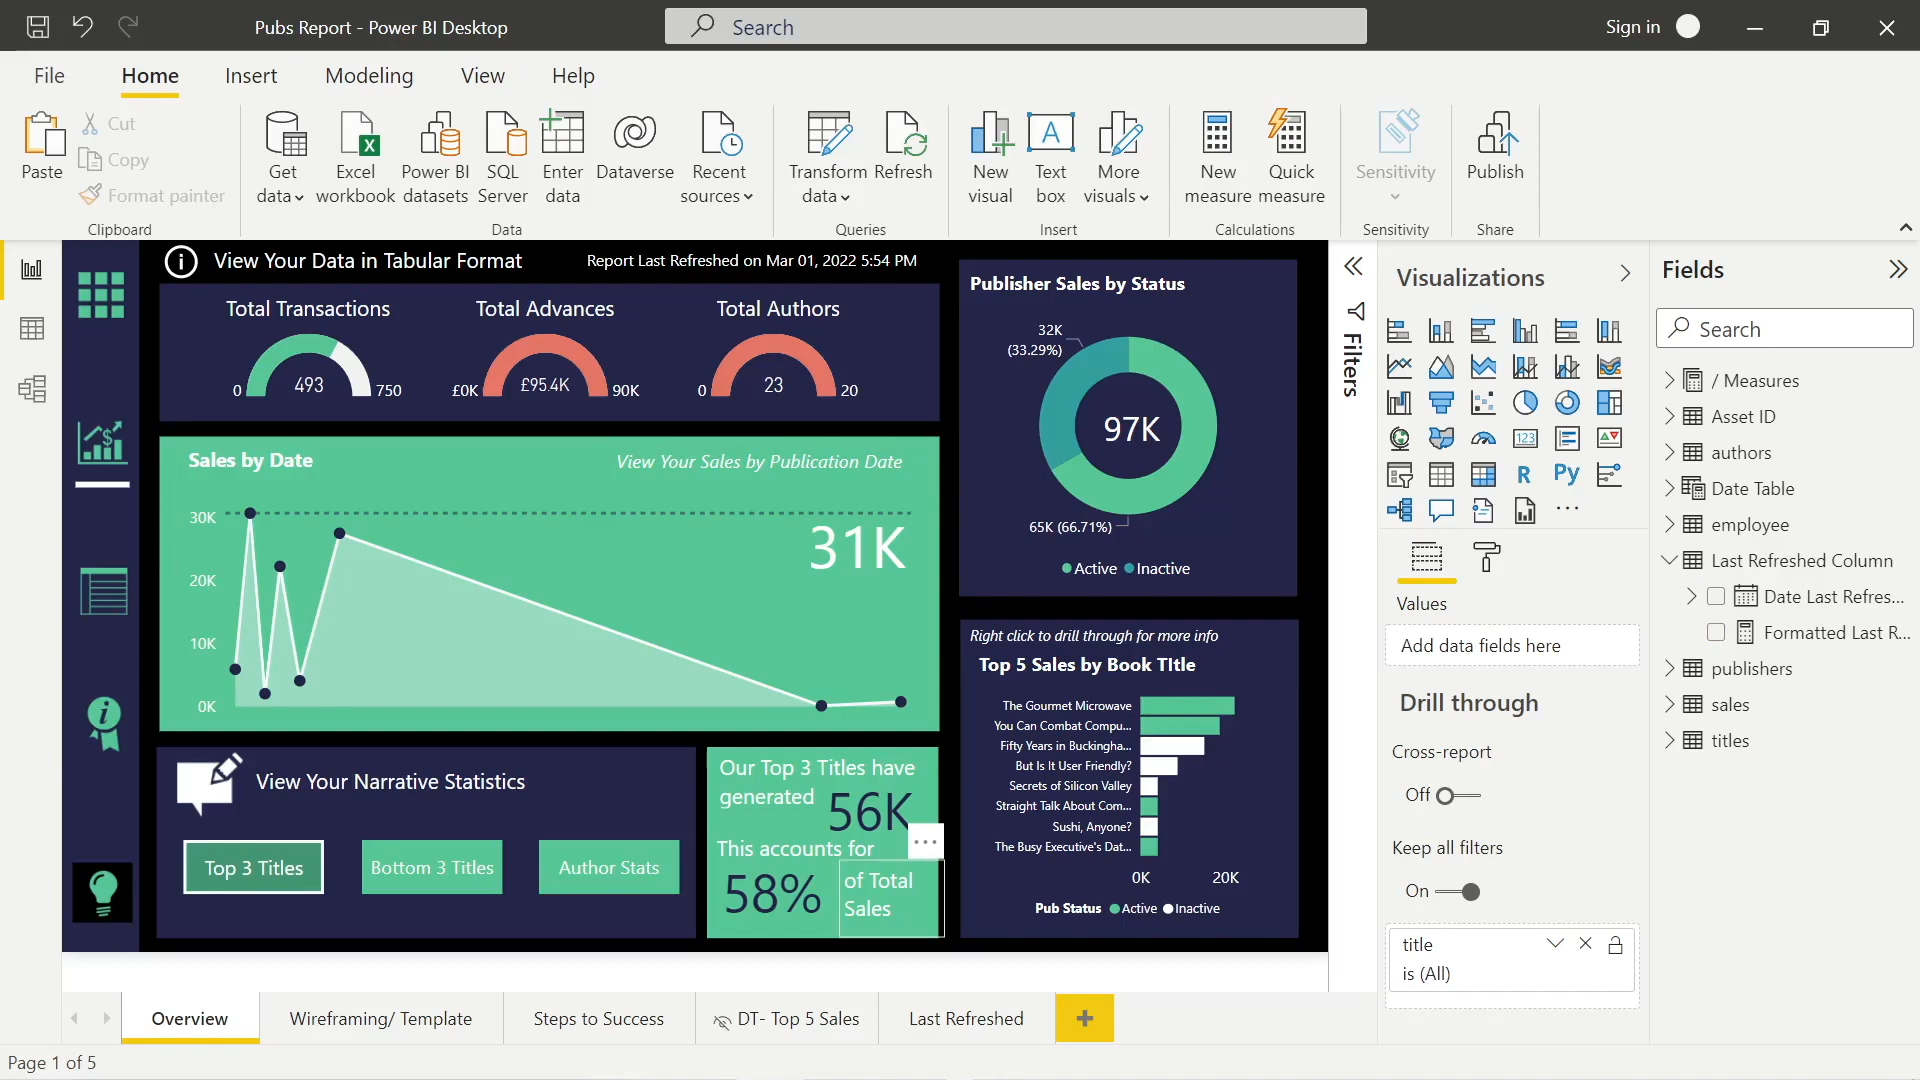 Pubs Report - Power BI Desktop
Search
Sign in
File
Home
Insert
Modeling
View
Help
Paste
Cut
Copy
Format painter
Clipboard
Get data
Excel workbook
Power BI datasets
SQL Server
Enter data
Dataverse
Recent sources
Data
Transform data
Refresh
Queries
New visual
A
Text box
More visuals
Insert
New measure
Quick measure
Calculations
Sensitivity
Sensitivity
Publish
Share
View Your Data in Tabular Format
Report Last Refreshed on Mar 01, 2022 5:54 PM
Total Transactions
0
493
750
Total Advances
£0K
£95.4K
90K
Total Authors
0
23
20
Sales by Date
View Your Sales by Publication Date
30K
20K
10K
0K
31K
View Your Narrative Statistics
Top 3 Titles
Bottom 3 Titles
Author Stats
Our Top 3 Titles have
generated
56K
This accounts for
58%
of Total
Sales
Publisher Sales by Status
32K
(33.29%)
97K
65K (66.71%)
Active
Inactive
Right click to drill through for more info
Top 5 Sales by Book TItle
The Gourmet Microwave
You Can Combat Compu...
Fifty Years in Buckingha...
But Is It User Friendly?
Secrets of Silicon Valley
Straight Talk About Com...
Sushi, Anyone?
The Busy Executive's Dat...
0K
20K
Pub Status
Active
Inactive
Filters
Visualizations
123
R
Py
Values
Add data fields here
Drill through
Cross-report
Off
Keep all filters
On
title
is (All)
Fields
Search
/ Measures
Asset ID
authors
Date Table
employee
Last Refreshed Column
Date Last Refres...
Formatted Last R...
publishers
sales
titles
Overview
Wireframing/ Template
Steps to Success
DT- Top 5 Sales
Last Refreshed
Page 1 of 5